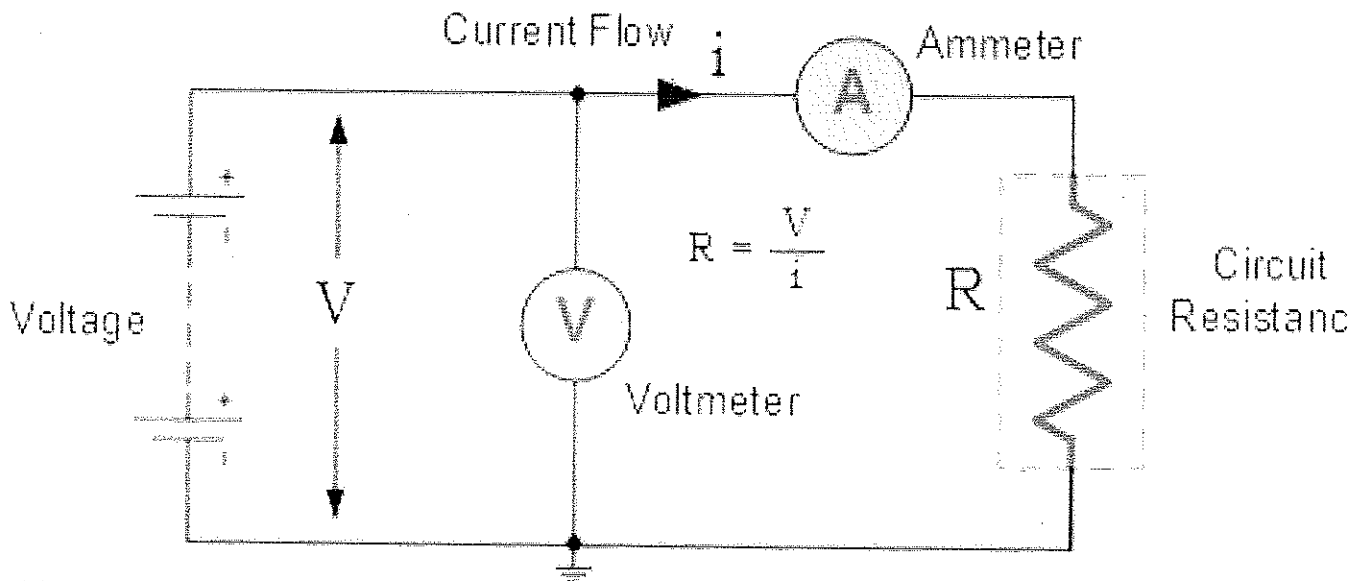 Current Flow
i
Ammeter
A
+
-
V
R = V
i
R
Circuit
Resistanc
Voltage
V
Voltmeter
+
-